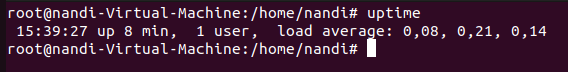 root@nandi-Virtual-Machine:/home/nandi# uptime
 15:39:27 up 8 min,  1 user,  load average: 0,08, 0,21, 0,14
root@nandi-Virtual-Machine:/home/nandi#